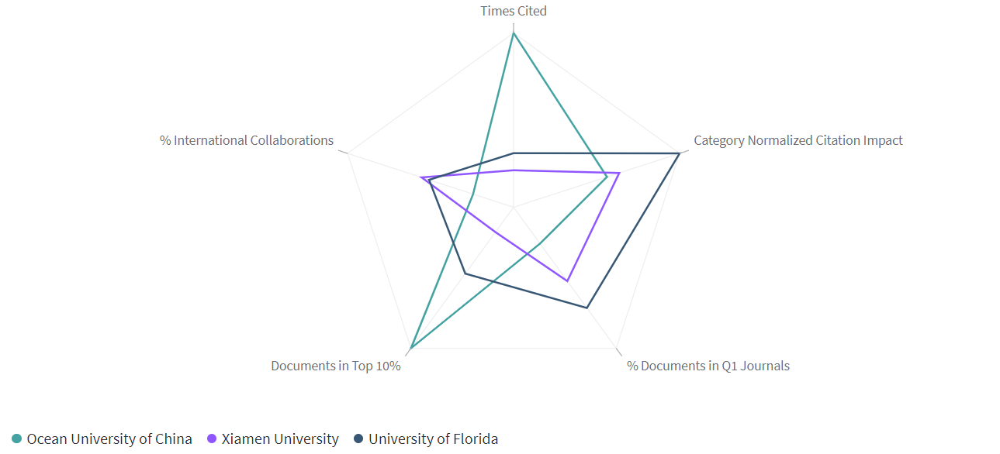 Times Cited
% International Collaborations
Category Normalized Citation Impact
Documents in Top 10%
% Documents in Q1 Journals
Ocean University of China
Xiamen University
University of Florida